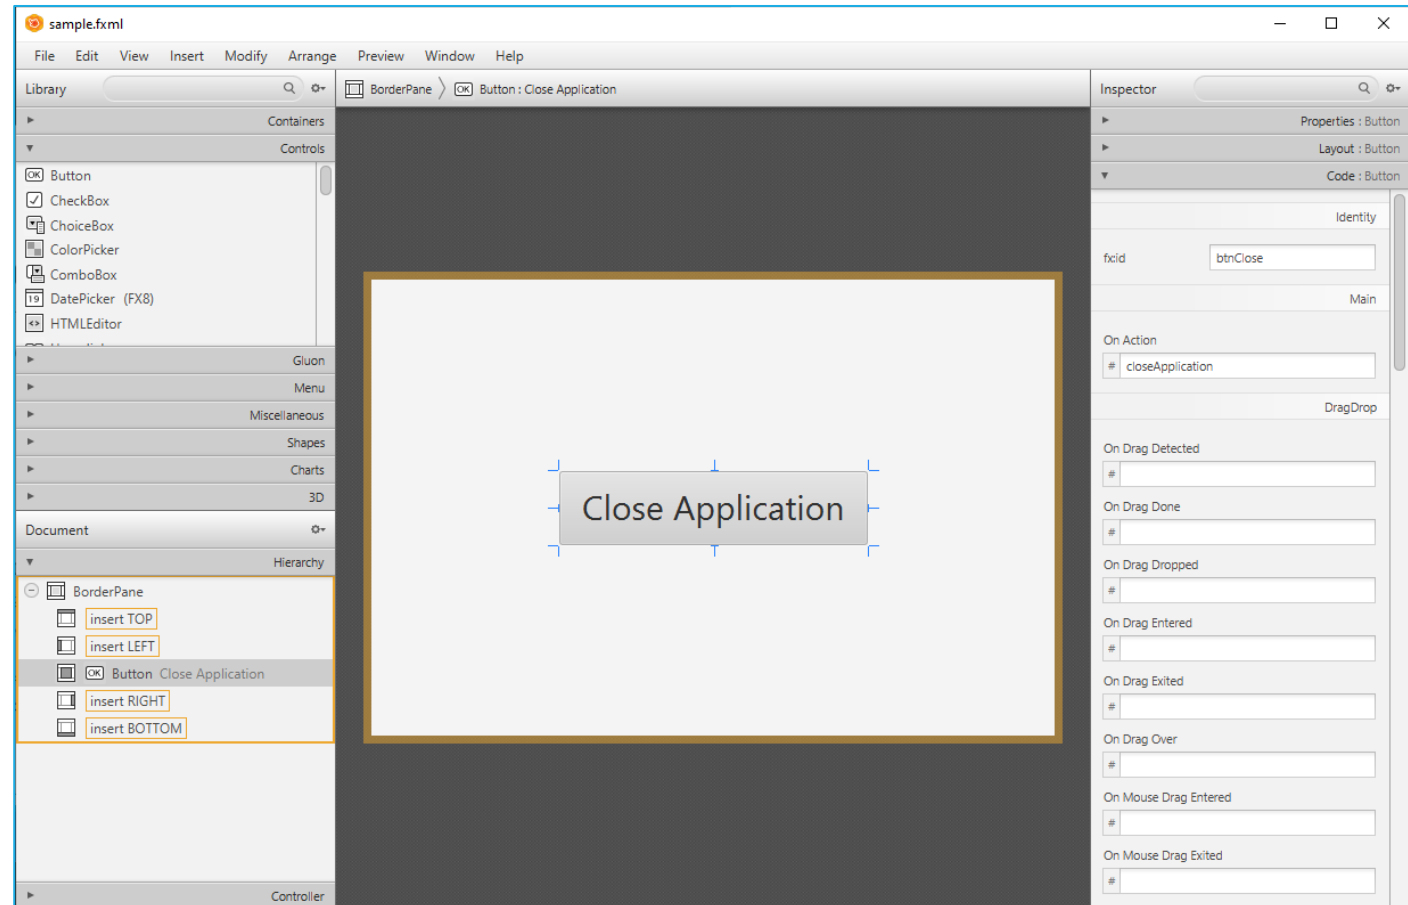 sample.fxml
File Edit View Insert Modify Arrange Preview Window Help
Library
Containers
Controls
OK Button
CheckBox
ChoiceBox
ColorPicker
ComboBox
19 DatePicker (FX8)
<> HTMLEditor
Gluon
Menu
Miscellaneous
Shapes
Charts
3D
Document
Hierarchy
BorderPane
insert TOP
insert LEFT
OK Button Close Application
insert RIGHT
insert BOTTOM
Controller
BorderPane OK Button : Close Application
Close Application
Inspector
Properties : Button
Layout : Button
Code : Button
Identity
fx:id btnClose
Main
On Action
# closeApplication
DragDrop
On Drag Detected
#
On Drag Done
#
On Drag Dropped
#
On Drag Entered
#
On Drag Exited
#
On Drag Over
#
On Mouse Drag Entered
#
On Mouse Drag Exited
#